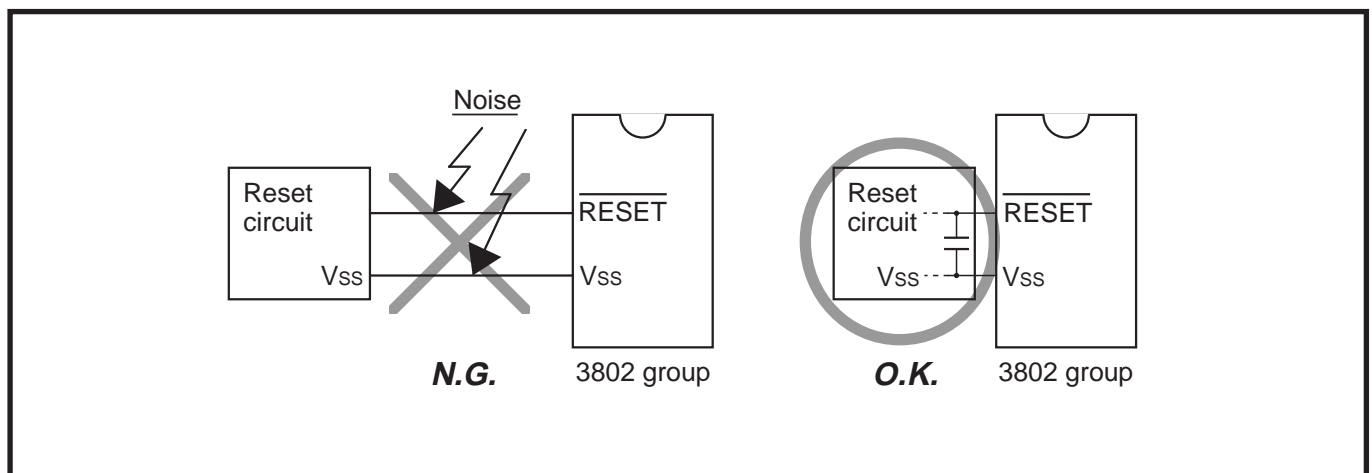 Noise
Reset
circuit
VSS
RESET
VSS
N.G.
3802 group
Reset
circuit
VSS
RESET
VSS
O.K.
3802 group